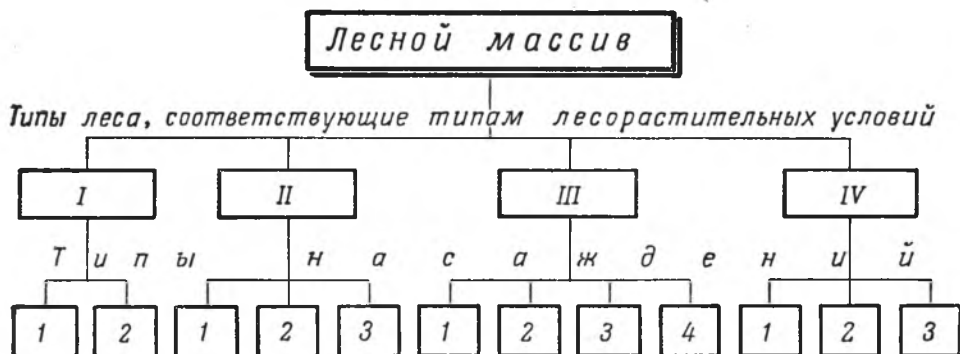 Лесной массив
Типы леса, соответствующие типам лесорастительных условий
I II III IV
Типы насаждений
1 2 1 2 3 1 2 3 4 1 2 3